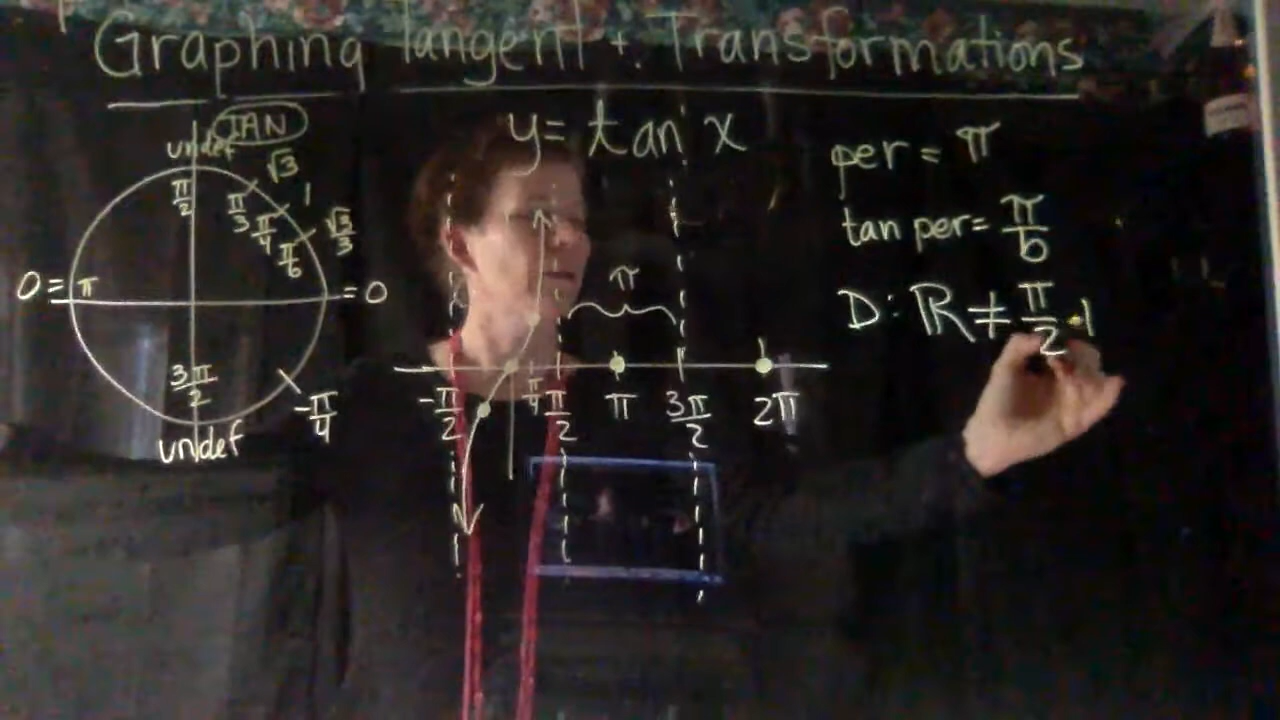 Graphing Tangent + Transformations
TAN
undef
π/2
√3
π/3
1
π/4
√3/3
π/6
0 = π
= 0
3π/2
undef
-π/4
y = tan x
π
-π/2
π/4
π/2
π
3π/2
2π
per = π
tan per = π/b
D: ℝ ≠ π/2